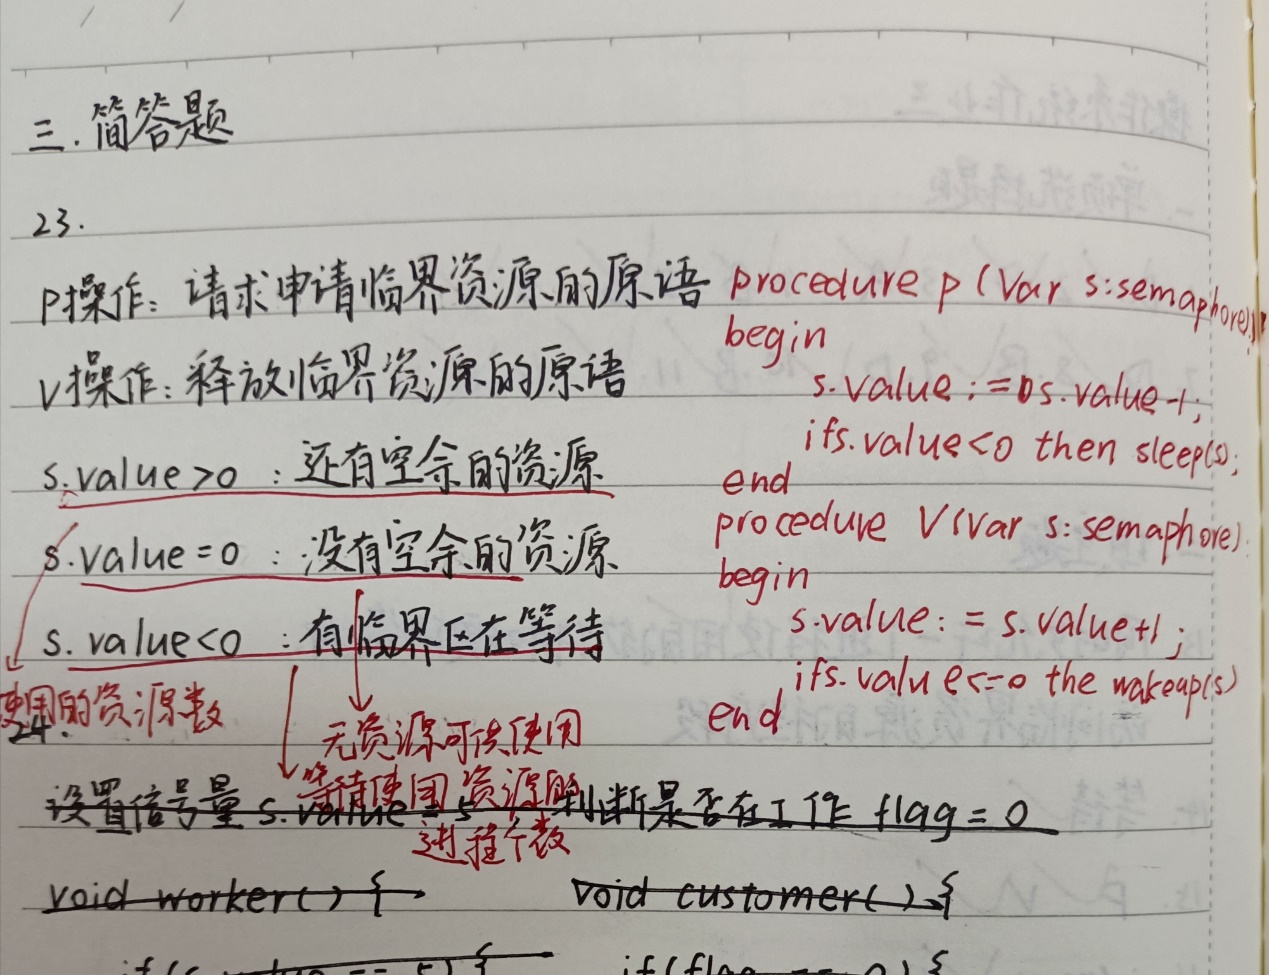 三.简答题
23.
P操作：请求申请临界资源的原语
V操作：释放临界资源的原语
s.value>0：还有空余的资源
s.value=0：没有空余的资源
s.value<0：有临界区在等待
procedure p(Var s:semaphore);
begin
s.value:=s.value-1;
ifs.value<0 then sleep(s);
end
procedure V(Var s:semaphore)
begin
s.value:=s.value+1;
ifs.value<=0 the wakeup(s)
end
使用的资源数
无资源可供使用
等待使用资源的
进程个数
24.
设置信号量 s.value=5 判断是否在工作 flag=0
void worker() {
void customer() {
if(s.value == 5) {
if(flag == 0) {